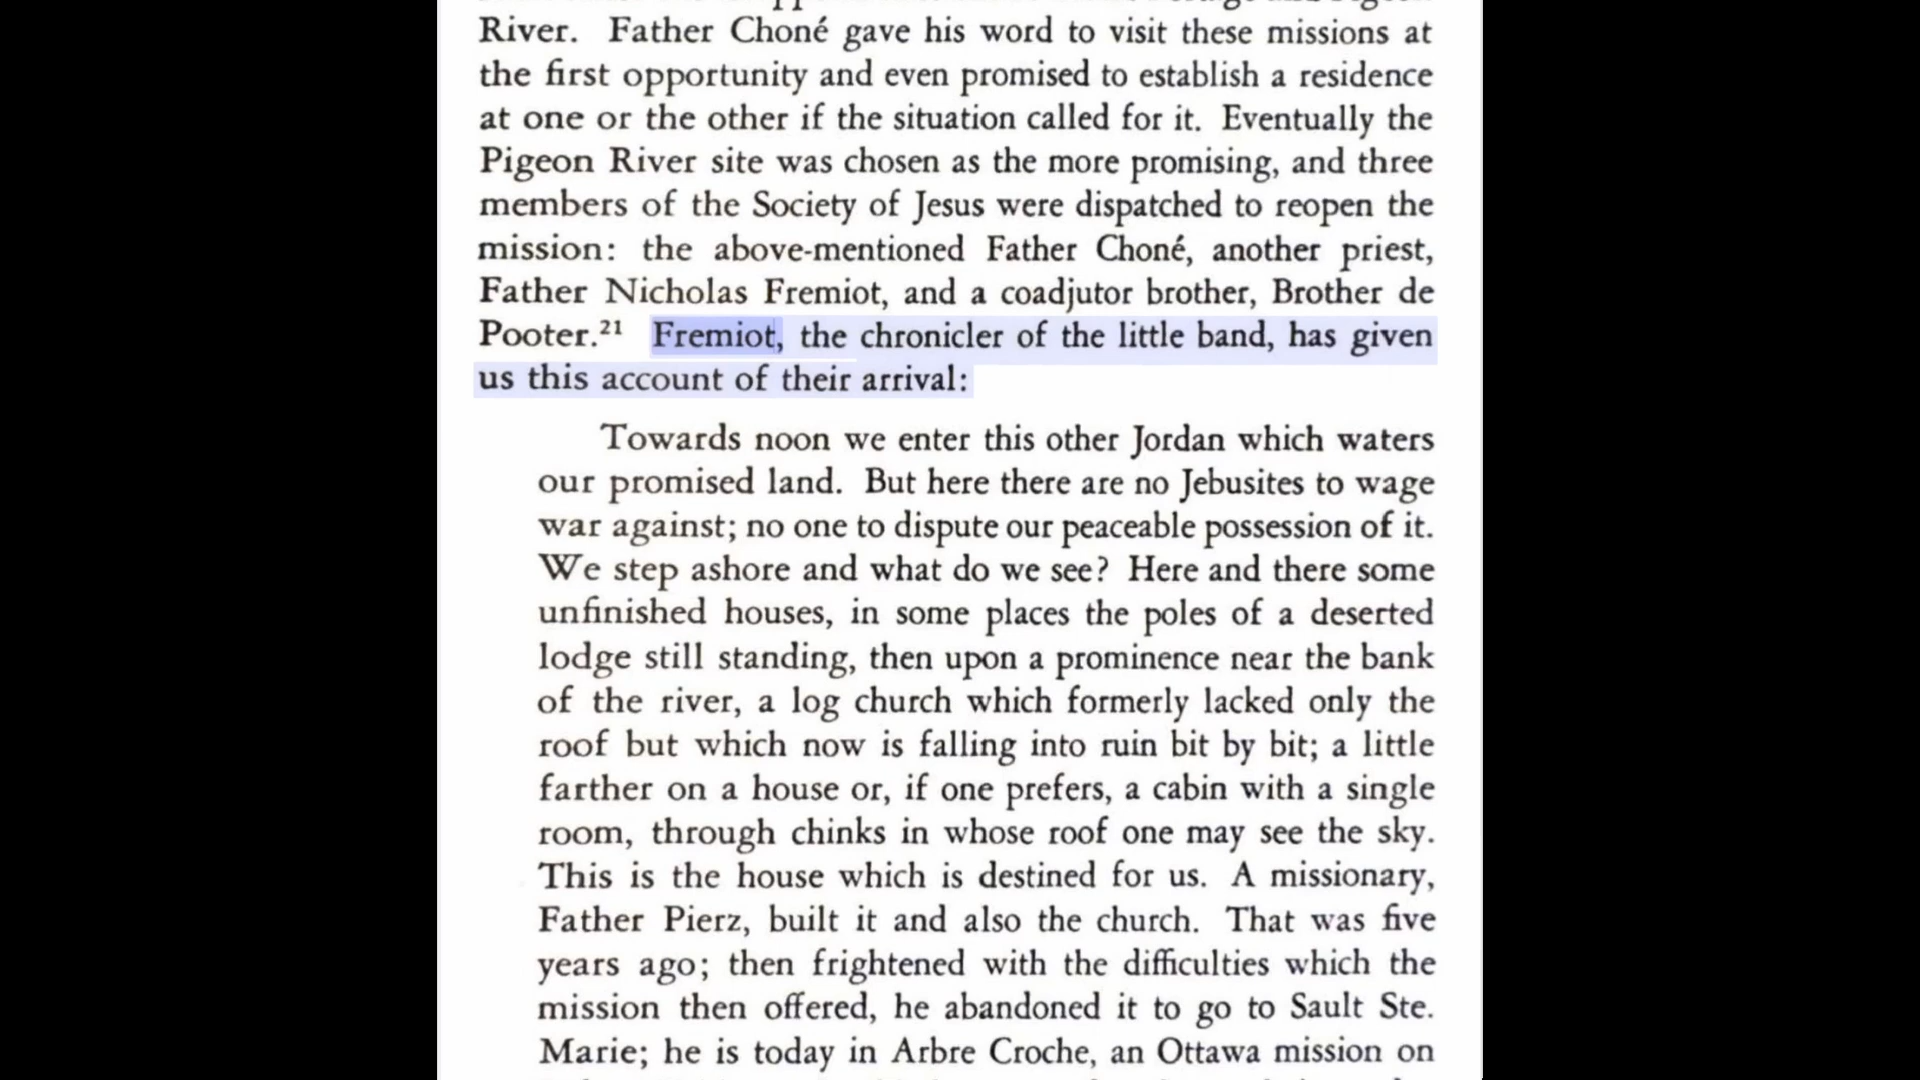 River. Father Choné gave his word to visit these missions at
the first opportunity and even promised to establish a residence
at one or the other if the situation called for it. Eventually the
Pigeon River site was chosen as the more promising, and three
members of the Society of Jesus were dispatched to reopen the
mission: the above-mentioned Father Choné, another priest,
Father Nicholas Fremiot, and a coadjutor brother, Brother de
Pooter.²¹ Fremiot, the chronicler of the little band, has given
us this account of their arrival:
Towards noon we enter this other Jordan which waters
our promised land. But here there are no Jebusites to wage
war against; no one to dispute our peaceable possession of it.
We step ashore and what do we see? Here and there some
unfinished houses, in some places the poles of a deserted
lodge still standing, then upon a prominence near the bank
of the river, a log church which formerly lacked only the
roof but which now is falling into ruin bit by bit; a little
farther on a house or, if one prefers, a cabin with a single
room, through chinks in whose roof one may see the sky.
This is the house which is destined for us. A missionary,
Father Pierz, built it and also the church. That was five
years ago; then frightened with the difficulties which the
mission then offered, he abandoned it to go to Sault Ste.
Marie; he is today in Arbre Croche, an Ottawa mission on